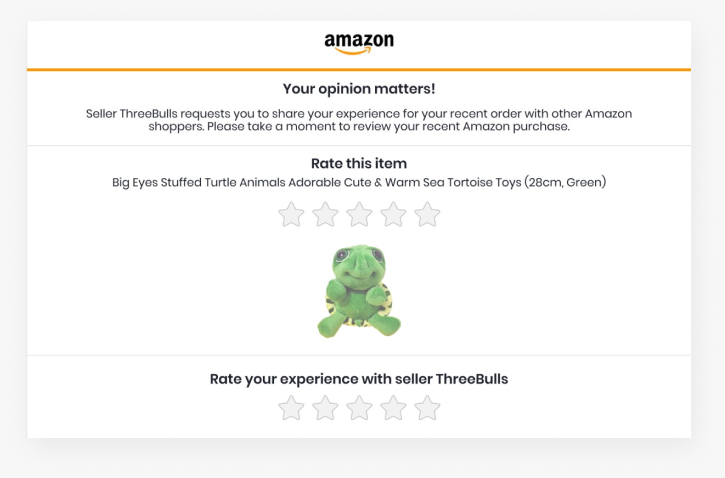 amazon
Your opinion matters!
Seller ThreeBulls requests you to share your experience for your recent order with other Amazon
shoppers. Please take a moment to review your recent Amazon purchase.
Rate this item
Big Eyes Stuffed Turtle Animals Adorable Cute & Warm Sea Tortoise Toys (28cm, Green)
Rate your experience with seller ThreeBulls